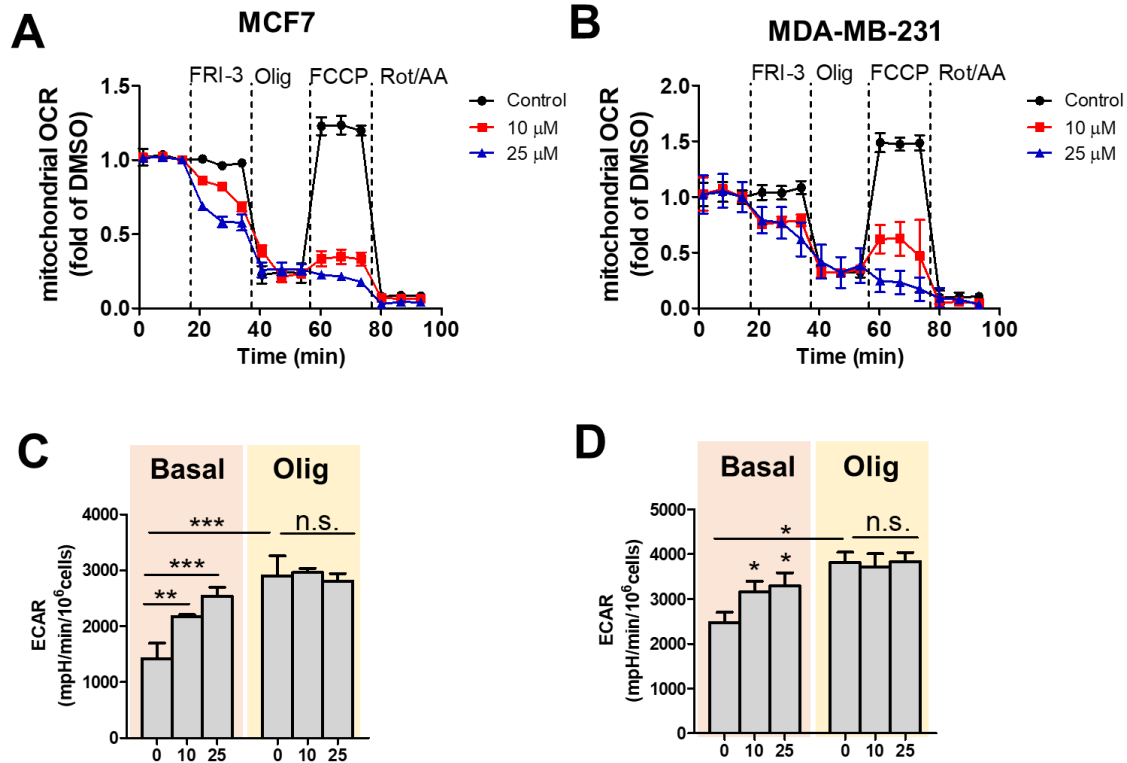 A
MCF7
FRI-3 Olig FCCP Rot/AA
mitochondrial OCR
(fold of DMSO)
1.5
1.0
0.5
0.0
0 20 40 60 80 100
Time (min)
Control
10 μM
25 μM
B
MDA-MB-231
FRI-3 Olig FCCP Rot/AA
mitochondrial OCR
(fold of DMSO)
2.0
1.5
1.0
0.5
0.0
0 20 40 60 80 100
Time (min)
Control
10 μM
25 μM
C
Basal Olig
ECAR
(mpH/min/10⁶cells)
4000
3000
2000
1000
0
*** n.s.
***
**
0 10 25 0 10 25
D
Basal Olig
ECAR
(mpH/min/10⁶cells)
5000
4000
3000
2000
1000
0
* n.s.
* *
0 10 25 0 10 25